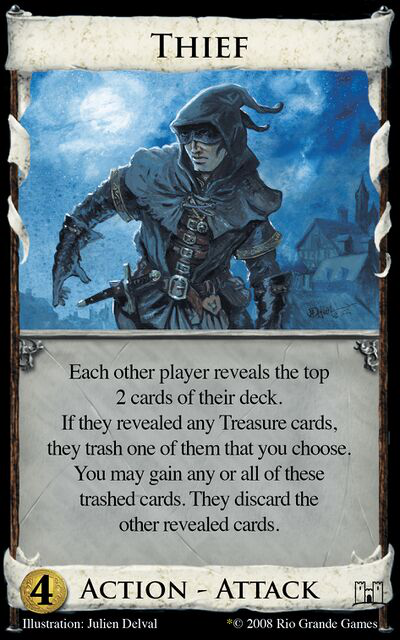 THIEF
Each other player reveals the top
2 cards of their deck.
If they revealed any Treasure cards,
they trash one of them that you choose.
You may gain any or all of these
trashed cards. They discard the
other revealed cards.
4 ACTION - ATTACK
Illustration: Julien Delval *© 2008 Rio Grande Games